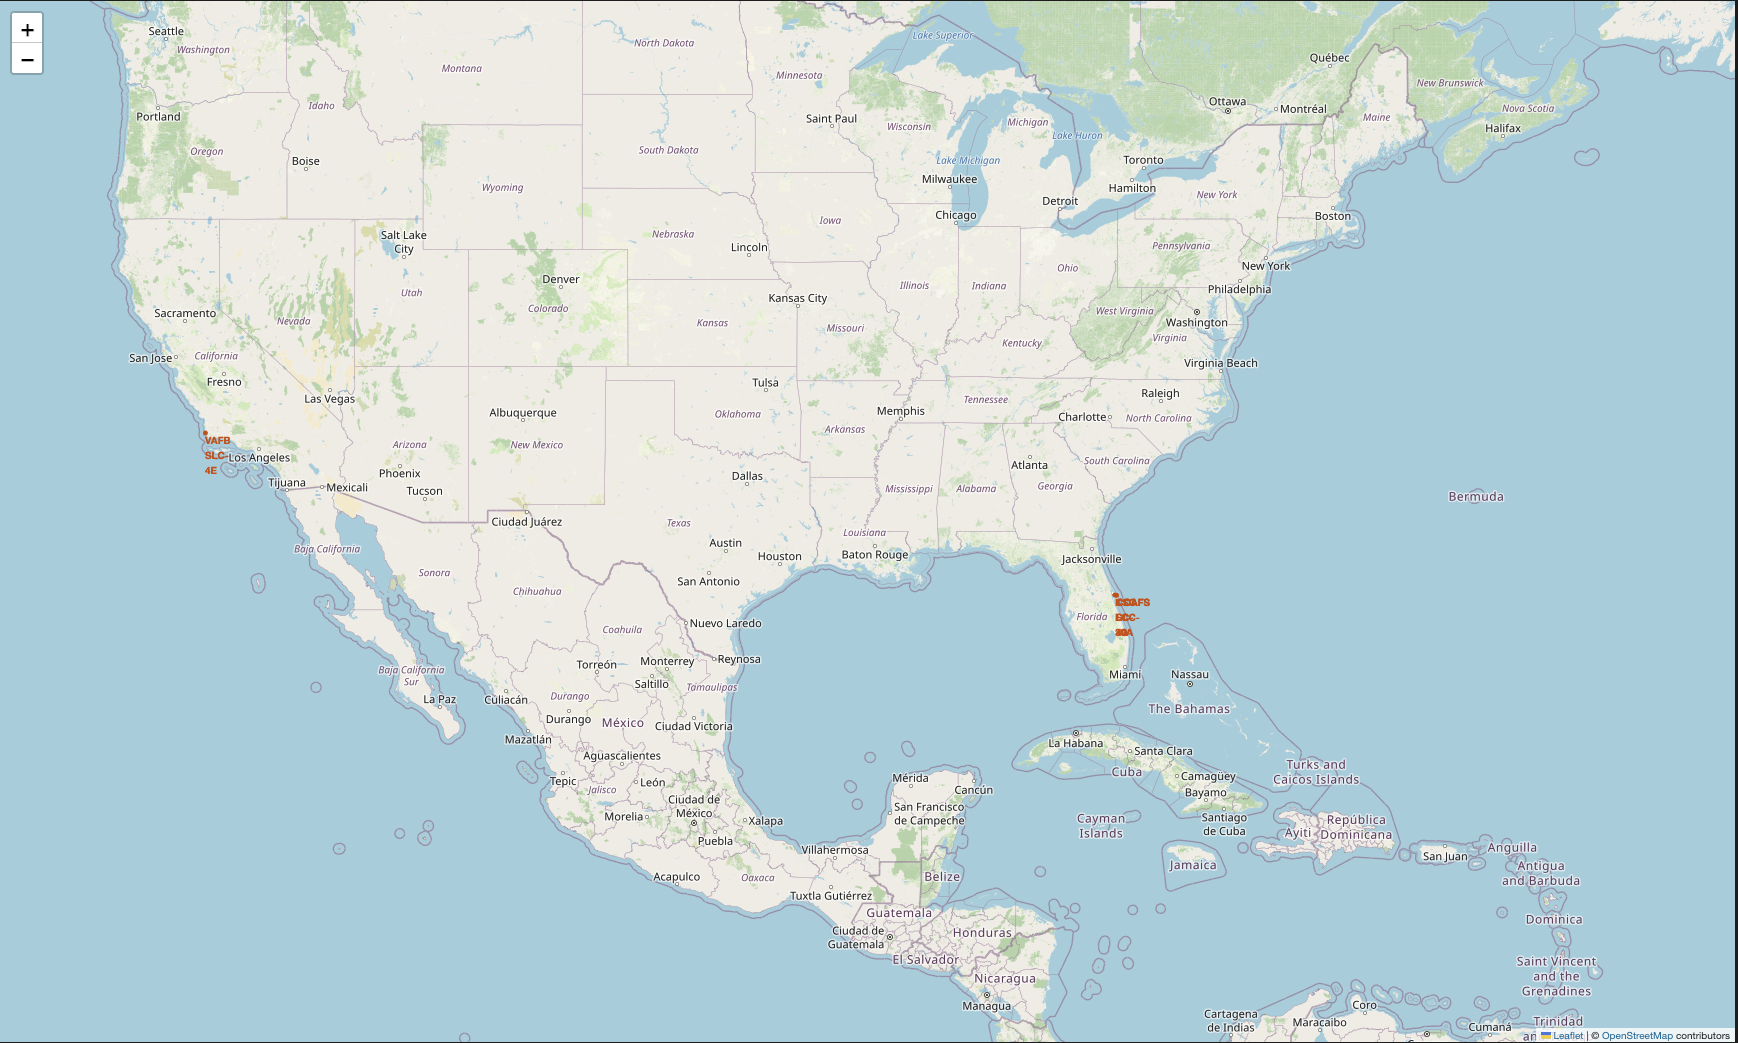 +
−
Seattle
Washington
Montana
North Dakota
Minnesota
Lake Superior
Québec
New Brunswick
Nova Scotia
Halifax
Maine
Ottawa
Montréal
Portland
Idaho
Oregon
Boise
Saint Paul
Wisconsin
Michigan
Lake Huron
Toronto
Hamilton
South Dakota
Wyoming
Lake Michigan
Milwaukee
Chicago
Detroit
New York
Boston
Salt Lake
City
Iowa
Nebraska
Lincoln
Pennsylvania
New York
Philadelphia
Ohio
Denver
Utah
Colorado
Kansas City
Illinois
Indiana
Sacramento
Nevada
Kansas
Missouri
West Virginia
Washington
Virginia
Kentucky
Virginia Beach
San Jose
California
Fresno
Las Vegas
Tulsa
Raleigh
Tennessee
North Carolina
Charlotte
Albuquerque
Oklahoma
Memphis
Arkansas
Arizona
New Mexico
VAFB
SLC-
4E
Los Angeles
Phoenix
Tucson
Tijuana
Mexicali
Dallas
Atlanta
South Carolina
Mississippi
Alabama
Georgia
Bermuda
Ciudad Juárez
Texas
Louisiana
Baja California
Austin
Houston
Baton Rouge
Jacksonville
Sonora
Chihuahua
San Antonio
Florida
Coahuila
Nuevo Laredo
Torreón
Monterrey
Reynosa
Saltillo
Tamaulipas
Miami
Nassau
The Bahamas
Baja California
Sur
La Paz
Culiacán
Durango
Durango
México
Ciudad Victoria
Mazatlán
Aguascalientes
La Habana
Santa Clara
Cuba
Camagüey
Bayamo
Turks and
Caicos Islands
Tepic
León
Jalisco
Mérida
Cancún
San Francisco
de Campeche
Ciudad de
México
Morelia
Xalapa
Puebla
Santiago
de Cuba
Cayman
Islands
Ayiti
República
Dominicana
San Juan
Anguilla
Antigua
and Barbuda
Villahermosa
Jamaica
Acapulco
Oaxaca
Tuxtla Gutiérrez
Belize
Guatemala
Ciudad de
Guatemala
Honduras
El Salvador
Nicaragua
Managua
Dominica
Saint Vincent
and the
Grenadines
Cartagena
de Indias
Maracaibo
Coro
Cumaná
Trinidad
Leaflet | © OpenStreetMap contributors